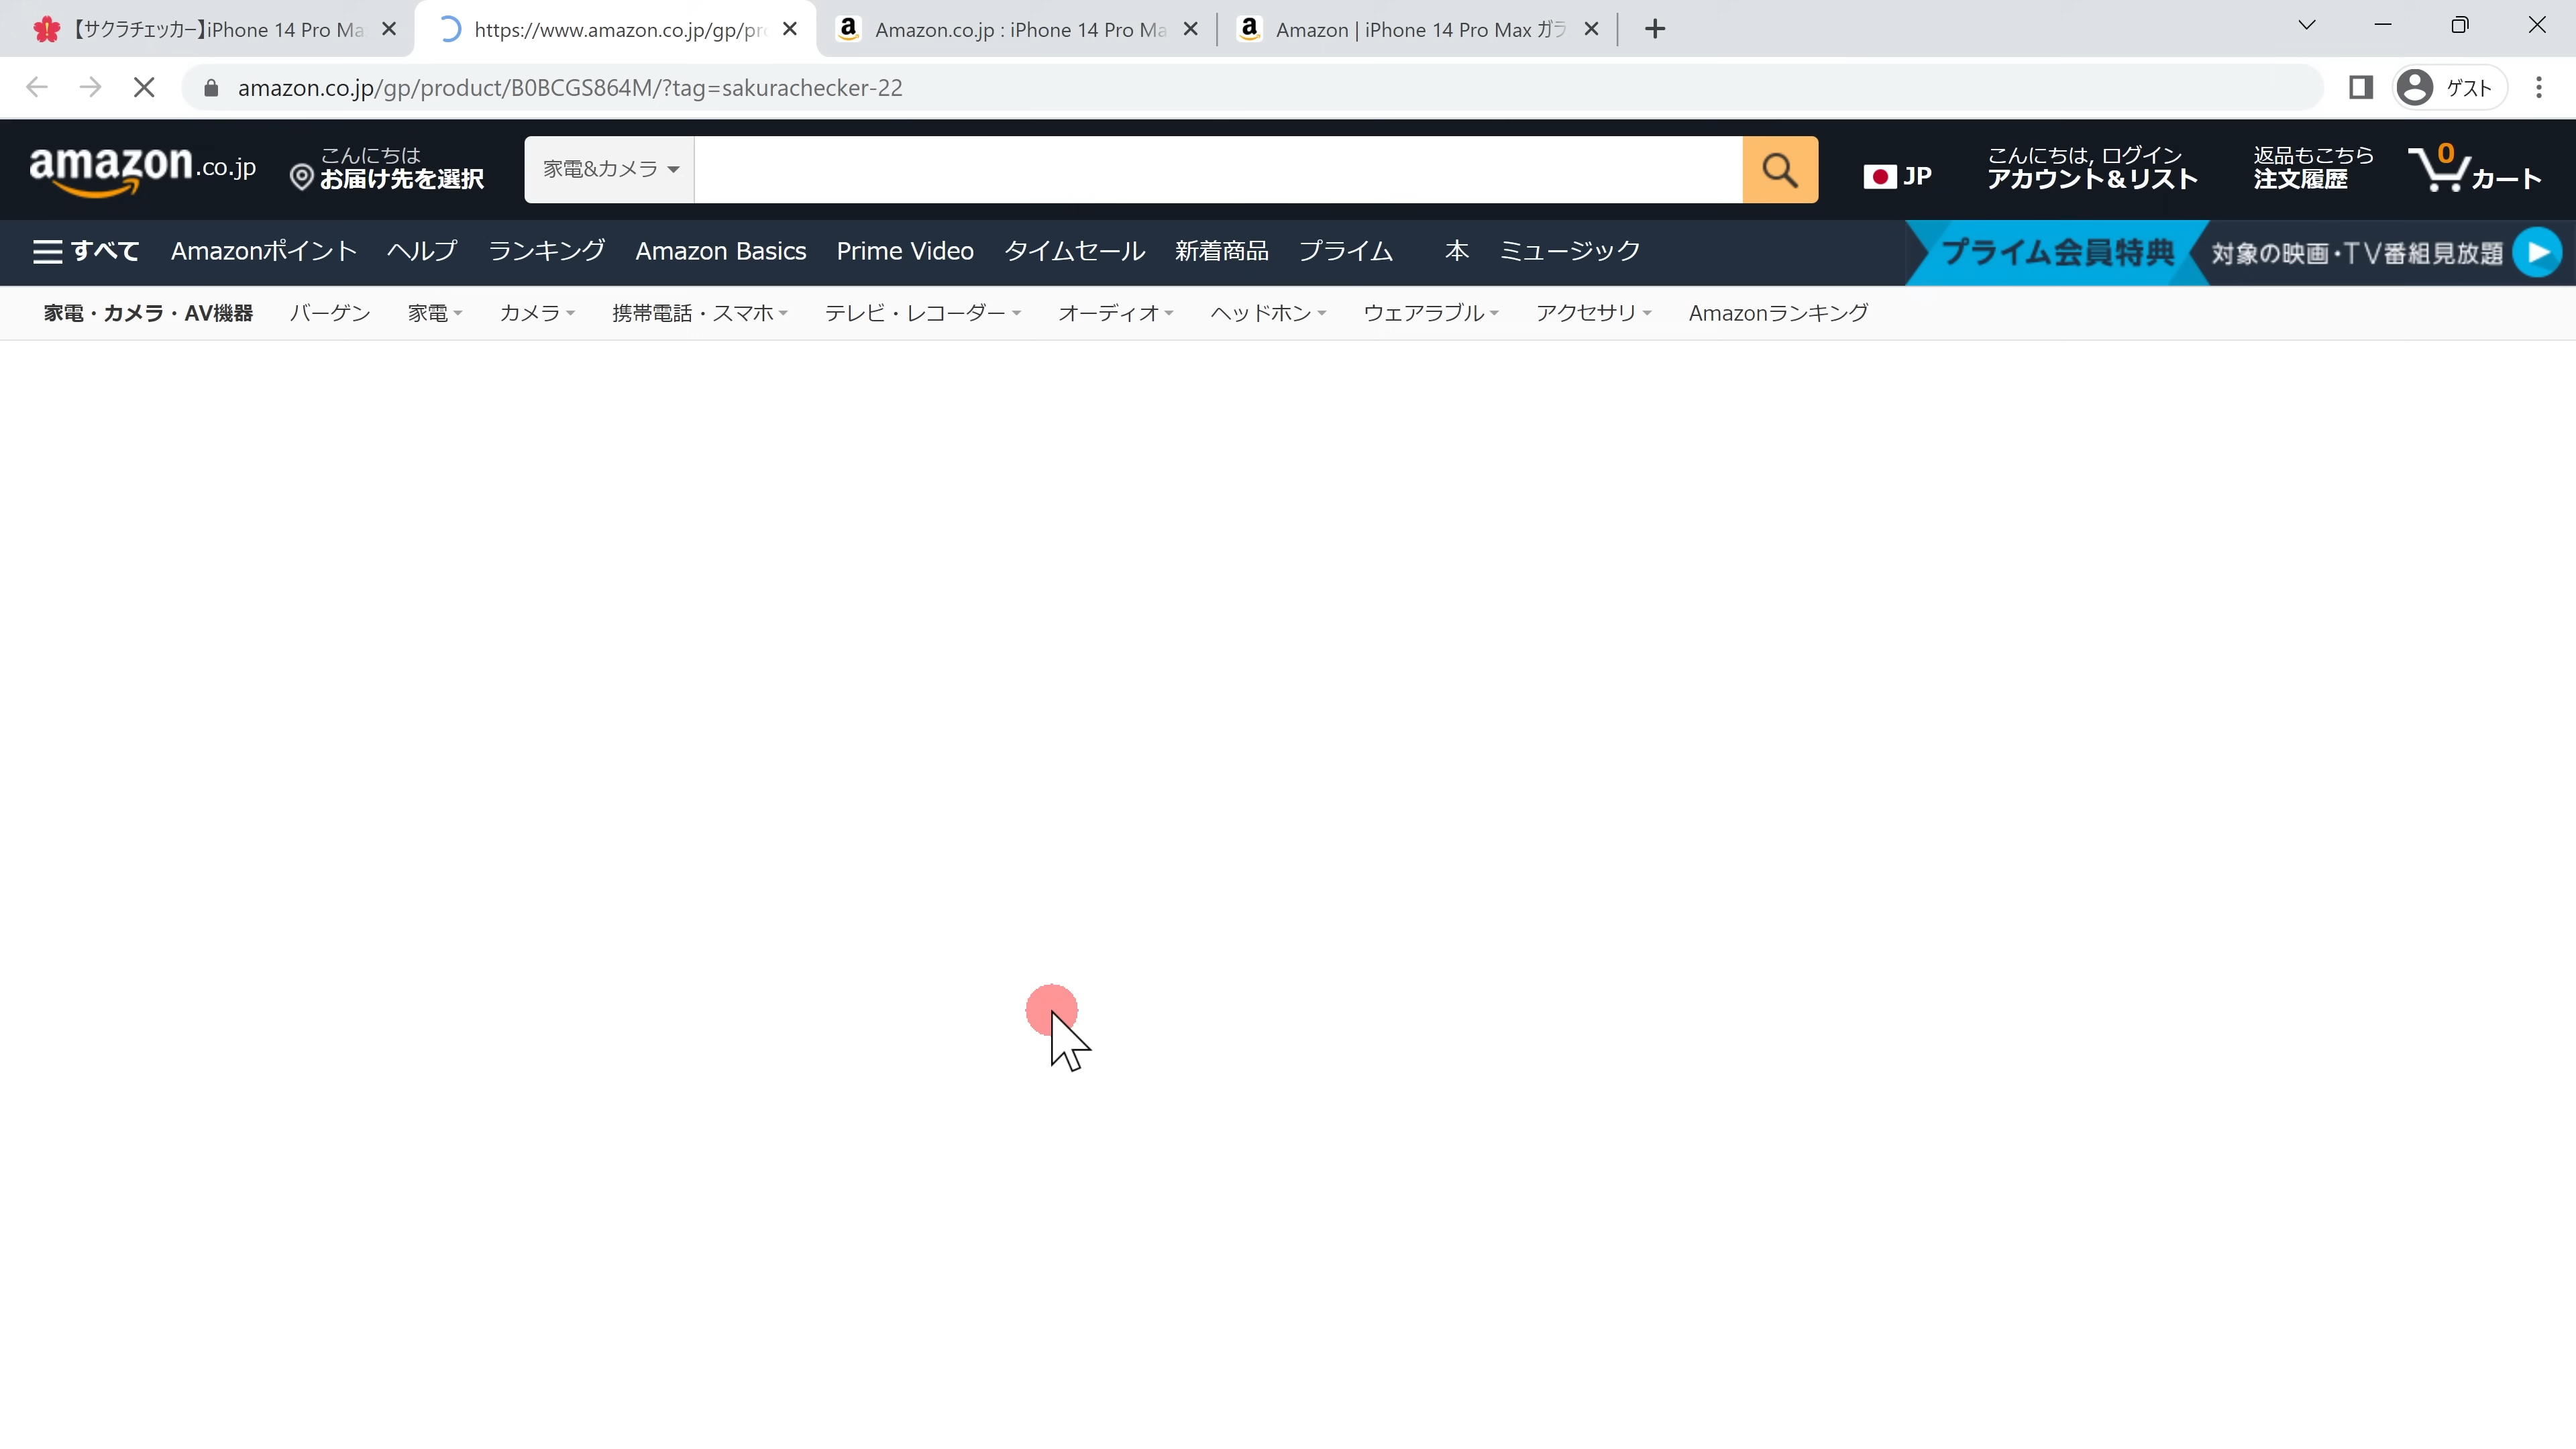 【サクラチェッカー】iPhone 14 Pro Ma
https://www.amazon.co.jp/gp/pr
Amazon.co.jp : iPhone 14 Pro Ma
Amazon | iPhone 14 Pro Max ガラ
amazon.co.jp/gp/product/B0BCGS864M/?tag=sakurachecker-22
ゲスト
amazon.co.jp
こんにちは
お届け先を選択
家電&カメラ
JP
こんにちは, ログイン
アカウント&リスト
返品もこちら
注文履歴
0
カート
すべて
Amazonポイント
ヘルプ
ランキング
Amazon Basics
Prime Video
タイムセール
新着商品
プライム
本
ミュージック
プライム会員特典
対象の映画・TV番組見放題
家電・カメラ・AV機器
バーゲン
家電
カメラ
携帯電話・スマホ
テレビ・レコーダー
オーディオ
ヘッドホン
ウェアラブル
アクセサリ
Amazonランキング